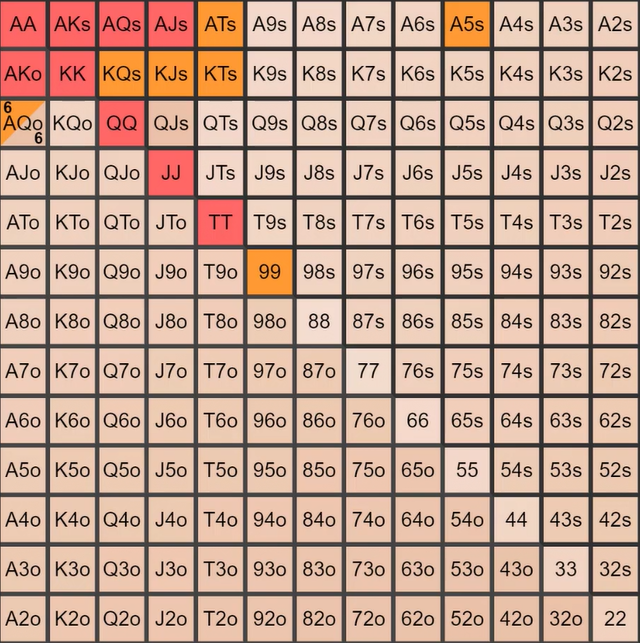 AA AKs AQs AJs ATs A9s A8s A7s A6s A5s A4s A3s A2s
AKo KK KQs KJs KTs K9s K8s K7s K6s K5s K4s K3s K2s
6 AQo 6 KQo QQ QJs QTs Q9s Q8s Q7s Q6s Q5s Q4s Q3s Q2s
AJo KJo QJo JJ JTs J9s J8s J7s J6s J5s J4s J3s J2s
ATo KTo QTo JTo TT T9s T8s T7s T6s T5s T4s T3s T2s
A9o K9o Q9o J9o T9o 99 98s 97s 96s 95s 94s 93s 92s
A8o K8o Q8o J8o T8o 98o 88 87s 86s 85s 84s 83s 82s
A7o K7o Q7o J7o T7o 97o 87o 77 76s 75s 74s 73s 72s
A6o K6o Q6o J6o T6o 96o 86o 76o 66 65s 64s 63s 62s
A5o K5o Q5o J5o T5o 95o 85o 75o 65o 55 54s 53s 52s
A4o K4o Q4o J4o T4o 94o 84o 74o 64o 54o 44 43s 42s
A3o K3o Q3o J3o T3o 93o 83o 73o 63o 53o 43o 33 32s
A2o K2o Q2o J2o T2o 92o 82o 72o 62o 52o 42o 32o 22